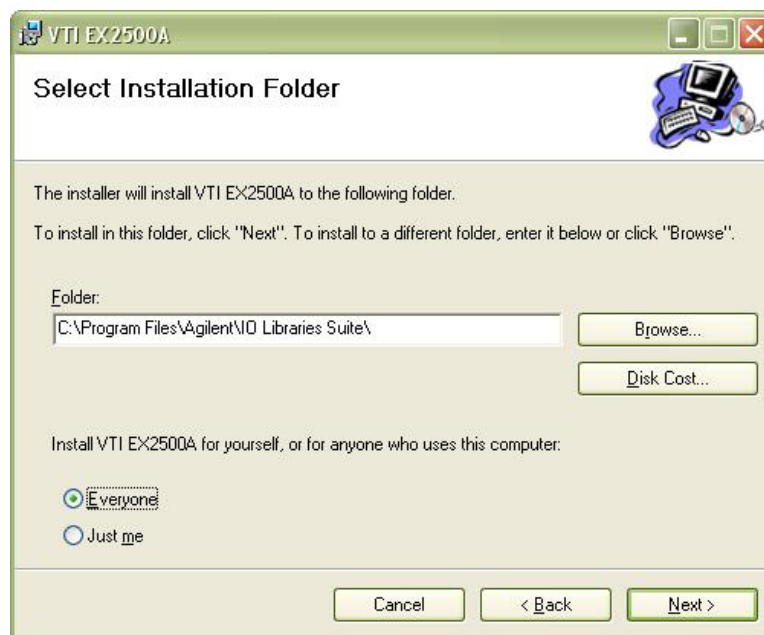 VTI EX2500A
Select Installation Folder
The installer will install VTI EX2500A to the following folder.
To install in this folder, click "Next". To install to a different folder, enter it below or click "Browse".
Folder:
C:\Program Files\Agilent\IO Libraries Suite\
Browse...
Disk Cost...
Install VTI EX2500A for yourself, or for anyone who uses this computer:
Everyone
Just me
Cancel
< Back
Next >